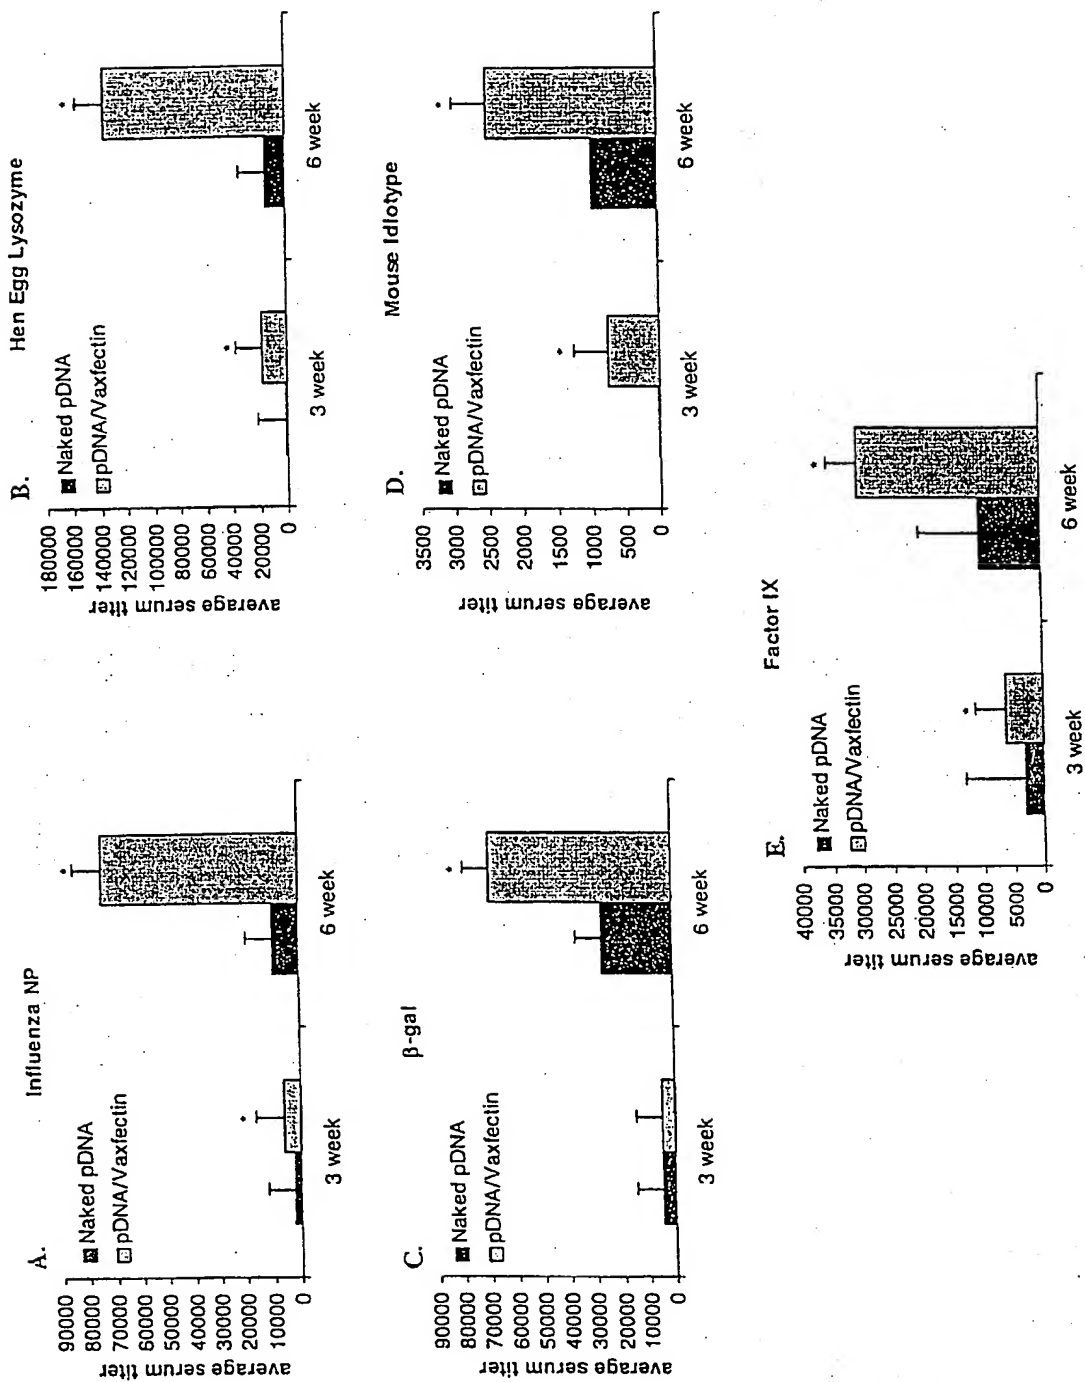 A.
Influenza NP
Naked pDNA
pDNA/Vaxfectin
average serum titer
90000
80000
70000
60000
50000
40000
30000
20000
10000
0
3 week
6 week
*
*
B.
Hen Egg Lysozyme
Naked pDNA
pDNA/Vaxfectin
average serum titer
180000
160000
140000
120000
100000
80000
60000
40000
20000
0
3 week
6 week
*
*
C.
β-gal
Naked pDNA
pDNA/Vaxfectin
average serum titer
90000
80000
70000
60000
50000
40000
30000
20000
10000
0
3 week
6 week
*
D.
Mouse Idiotype
Naked pDNA
pDNA/Vaxfectin
average serum titer
3500
3000
2500
2000
1500
1000
500
0
3 week
6 week
*
*
E.
Factor IX
Naked pDNA
pDNA/Vaxfectin
average serum titer
40000
35000
30000
25000
20000
15000
10000
5000
0
3 week
6 week
*
*